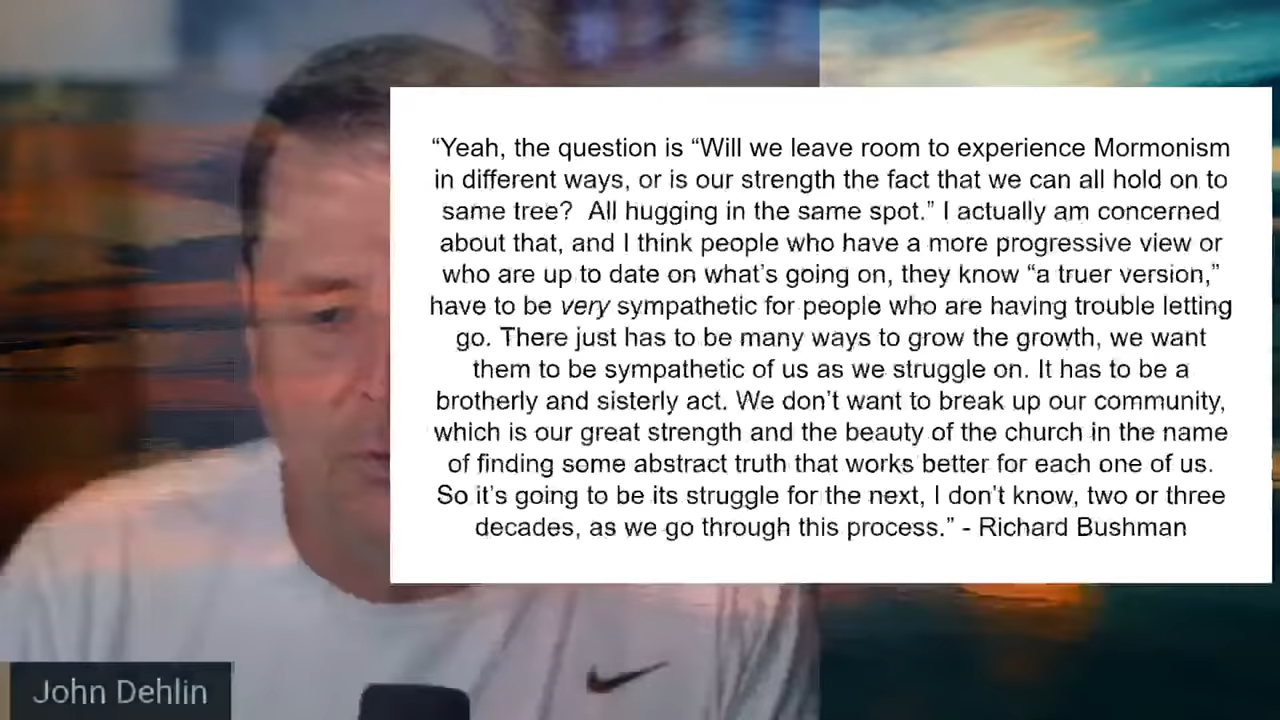 “Yeah, the question is “Will we leave room to experience Mormonism
in different ways, or is our strength the fact that we can all hold on to
same tree?  All hugging in the same spot.” I actually am concerned
about that, and I think people who have a more progressive view or
who are up to date on what’s going on, they know “a truer version,”
have to be very sympathetic for people who are having trouble letting
go. There just has to be many ways to grow the growth, we want
them to be sympathetic of us as we struggle on. It has to be a
brotherly and sisterly act. We don’t want to break up our community,
which is our great strength and the beauty of the church in the name
of finding some abstract truth that works better for each one of us.
So it’s going to be its struggle for the next, I don’t know, two or three
decades, as we go through this process.” - Richard Bushman
John Dehlin